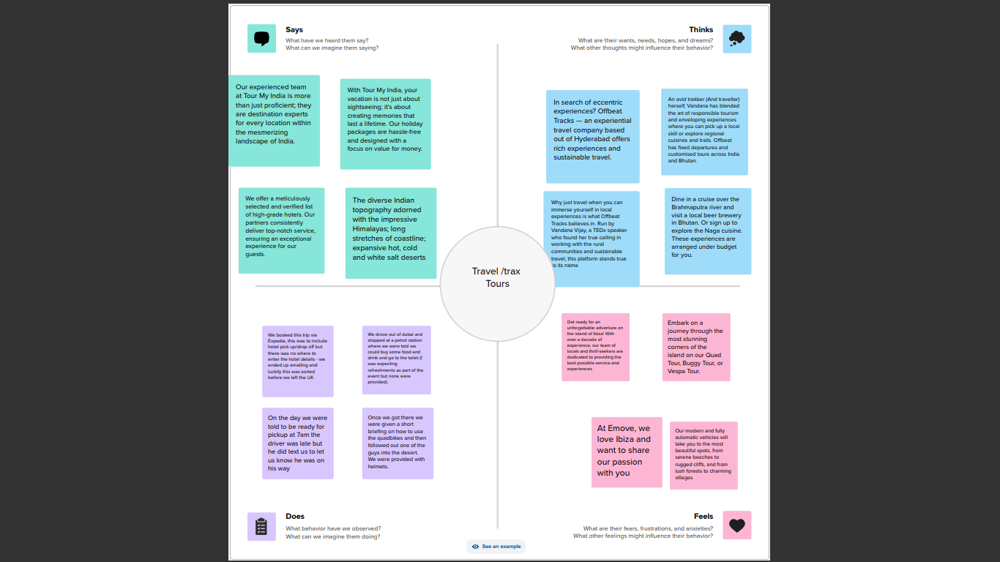 Says
What have we heard them say?
What can we imagine them saying?
Thinks
What are their wants, needs, hopes, and dreams?
What other thoughts might influence their behavior?
Our experienced team
at Tour My India is more
than just proficient; they
are destination experts
for every location within
the mesmerizing
landscape of India.
With Tour My India, your
vacation is not just about
sightseeing; it's about
creating memories that
last a lifetime. Our holiday
packages are hassle-free
and designed with a
focus on value for money.
We offer a meticulously
selected and verified list
of high-grade hotels. Our
partners consistently
deliver top-notch service,
ensuring an exceptional
experience for our
guests.
The diverse Indian
topography adorned
with the impressive
Himalayas; long
stretches of coastline;
expansive hot, cold
and white salt deserts
In search of eccentric
experiences? Offbeat
Tracks — an experiential
travel company based
out of Hyderabad offers
rich experiences and
sustainable travel.
An avid trekker (And traveller)
herself, Vandana has blended
the art of responsible tourism
and enveloping experiences
where you can pick up a local
skill or explore regional
cuisines and trails. Offbeat
has fixed departures and
customised tours across India
and Bhutan.
Why just travel when you can
immerse yourself in local
experiences is what Offbeat
Tracks believes in. Run by
Vandana Vijay, a TEDx speaker
who found her true calling in
working with the rural
communities and sustainable
travel, this platform stands true
to its name
Dine in a cruise over the
Brahmaputra river and
visit a local beer brewery
in Bhutan. Or sign up to
explore the Naga cuisine.
These experiences are
arranged under budget
for you.
Travel /trax
Tours
We booked this trip via
Expedia, this was to include
hotel pick up/drop off but
there was no where to
enter the hotel details - we
ended up emailing and
luckily this was sorted
before we left the UK
We drove out of dubai and
stopped at a petrol station
where we were told we
could buy some food and
drink and go to the toilet (I
was expecting
refreshments as part of the
event but none were
provided).
On the day we were
told to be ready for
pickup at 7am the
driver was late but
he did text us to let
us know he was on
his way
Once we got there we
were given a short
briefing on how to use
the quadbikes and then
followed out one of the
guys into the desert.
We were provided with
helmets.
Get ready for an
unforgettable adventure on
the island of Ibiza! With
over a decade of
experience, our team of
locals and thrill-seekers are
dedicated to providing the
best possible service and
experiences
Embark on a
journey through the
most stunning
corners of the
island on our Quad
Tour, Buggy Tour, or
Vespa Tour.
At Emove, we
love Ibiza and
want to share
our passion
with you
Our modern and fully
automatic vehicles will
take you to the most
beautiful spots, from
serene beaches to
rugged cliffs, and from
lush forests to charming
villages
Does
What behavior have we observed?
What can we imagine them doing?
Feels
What are their fears, frustrations, and anxieties?
What other feelings might influence their behavior?
See an example